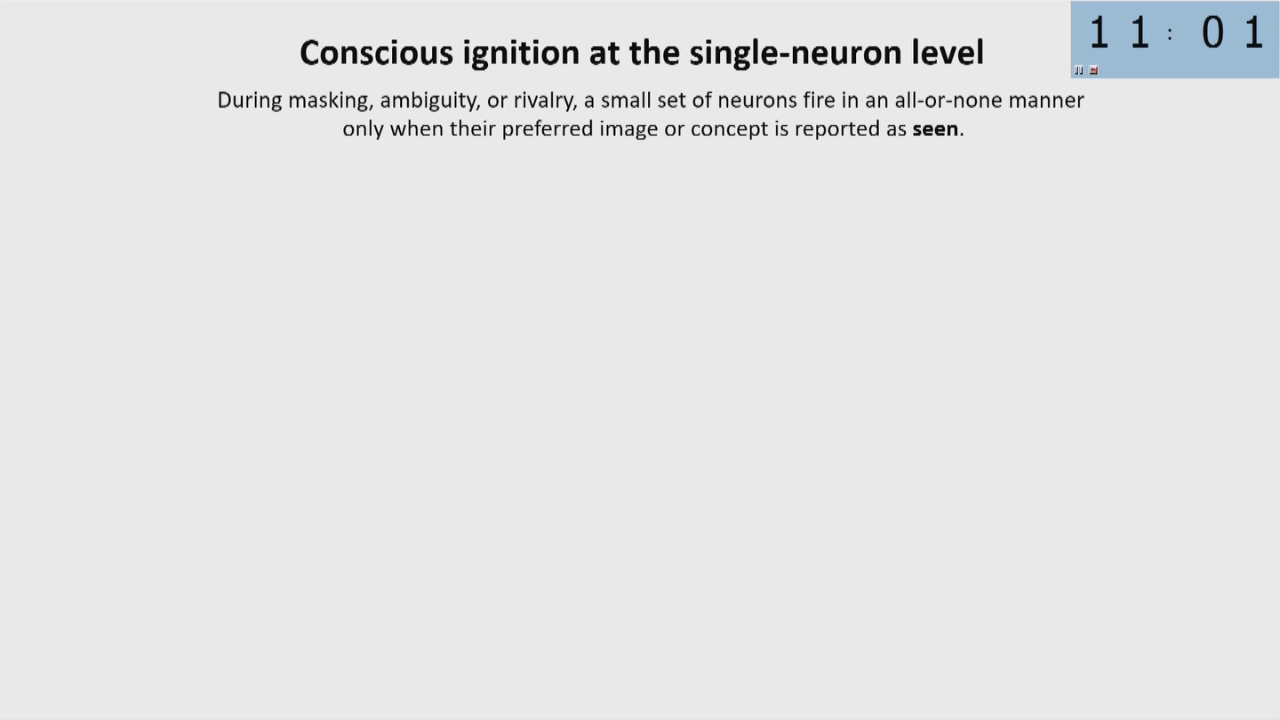 Conscious ignition at the single-neuron level
11 : 01
During masking, ambiguity, or rivalry, a small set of neurons fire in an all-or-none manner
only when their preferred image or concept is reported as seen.